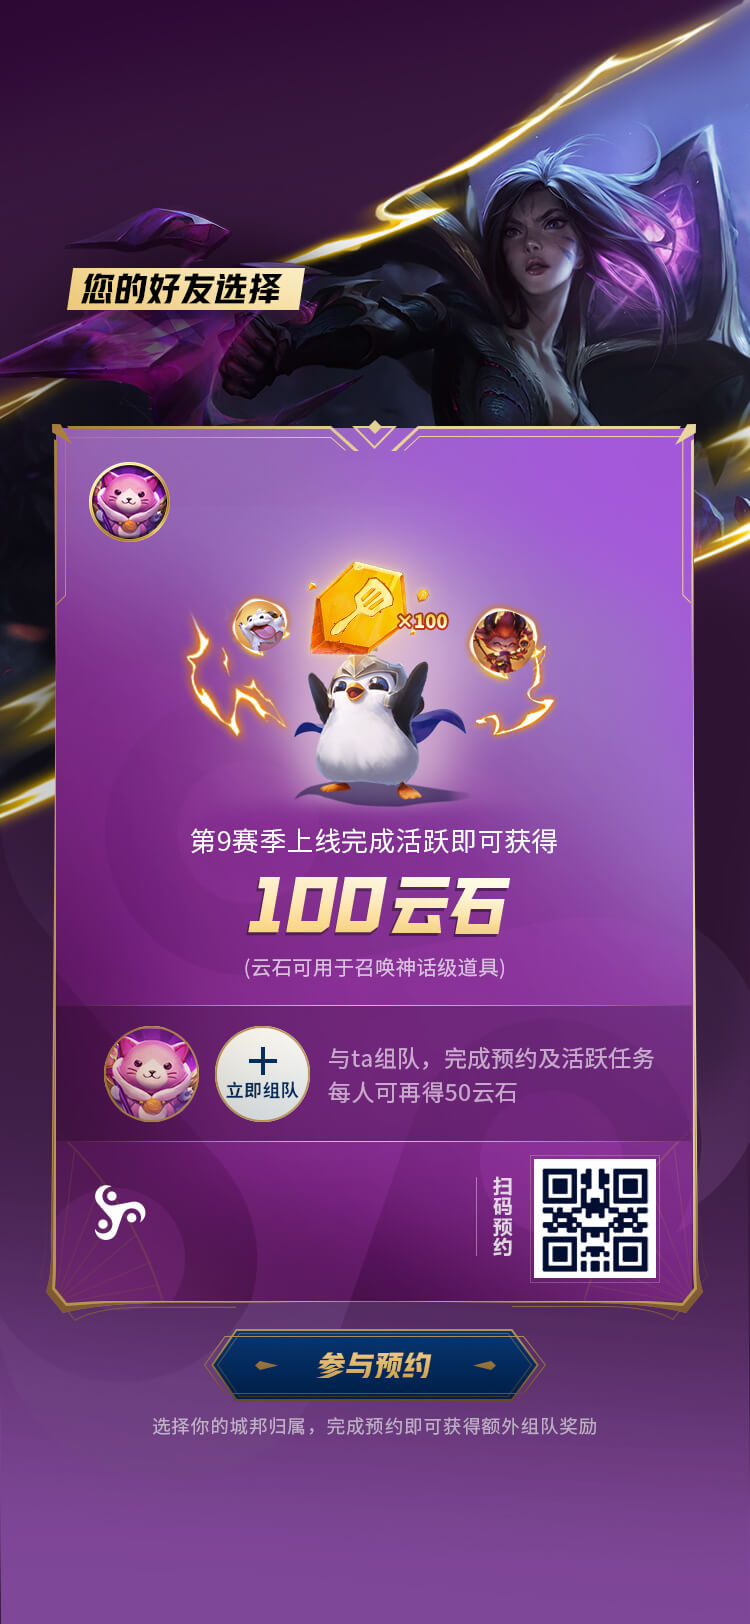 您的好友选择
×100
第9赛季上线完成活跃即可获得
100云石
(云石可用于召唤神话级道具)
立即组队
与ta组队，完成预约及活跃任务
每人可再得50云石
扫码预约
参与预约
选择你的城邦归属，完成预约即可获得额外组队奖励